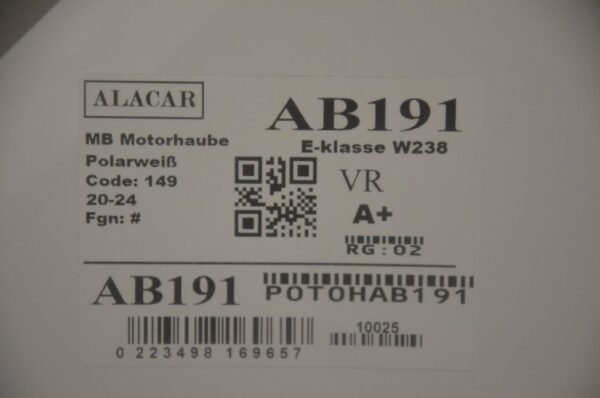 ALACAR
AB191
MB Motorhaube
Polarweiß
Code: 149
20-24
Fgn: #
E-klasse W238
VR
A+
RG:02
AB191
POTOHAB191
10025
0 223498 169657